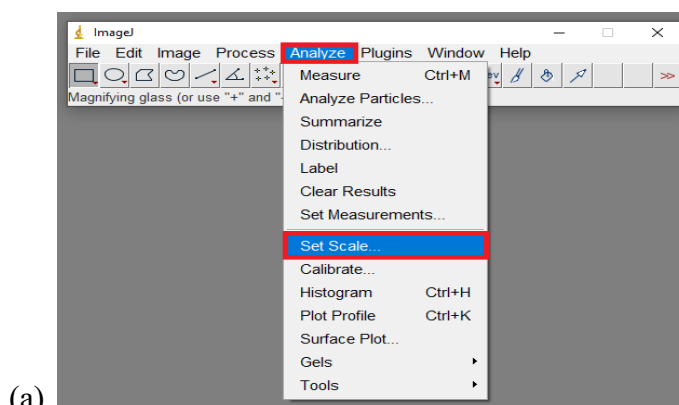 ImageJ
File Edit Image Process Analyze Plugins Window Help
Magnifying glass (or use "+" and "-
Measure Ctrl+M
Analyze Particles...
Summarize
Distribution...
Label
Clear Results
Set Measurements...
Set Scale...
Calibrate...
Histogram Ctrl+H
Plot Profile Ctrl+K
Surface Plot...
Gels
Tools
(a)